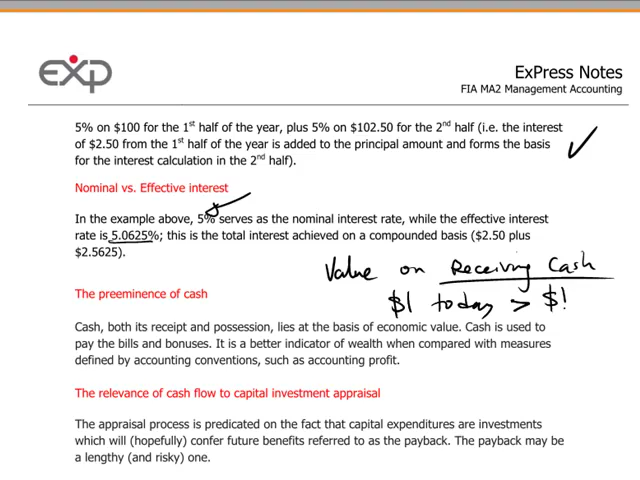 exp
ExPress Notes
FIA MA2 Management Accounting
5% on $100 for the 1st half of the year, plus 5% on $102.50 for the 2nd half (i.e. the interest
of $2.50 from the 1st half of the year is added to the principal amount and forms the basis
for the interest calculation in the 2nd half).
Nominal vs. Effective interest
In the example above, 5% serves as the nominal interest rate, while the effective interest
rate is 5.0625%; this is the total interest achieved on a compounded basis ($2.50 plus
$2.5625).
Value on Receiving Cash
$1 today > $1
The preeminence of cash
Cash, both its receipt and possession, lies at the basis of economic value. Cash is used to
pay the bills and bonuses. It is a better indicator of wealth when compared with measures
defined by accounting conventions, such as accounting profit.
The relevance of cash flow to capital investment appraisal
The appraisal process is predicated on the fact that capital expenditures are investments
which will (hopefully) confer future benefits referred to as the payback. The payback may be
a lengthy (and risky) one.